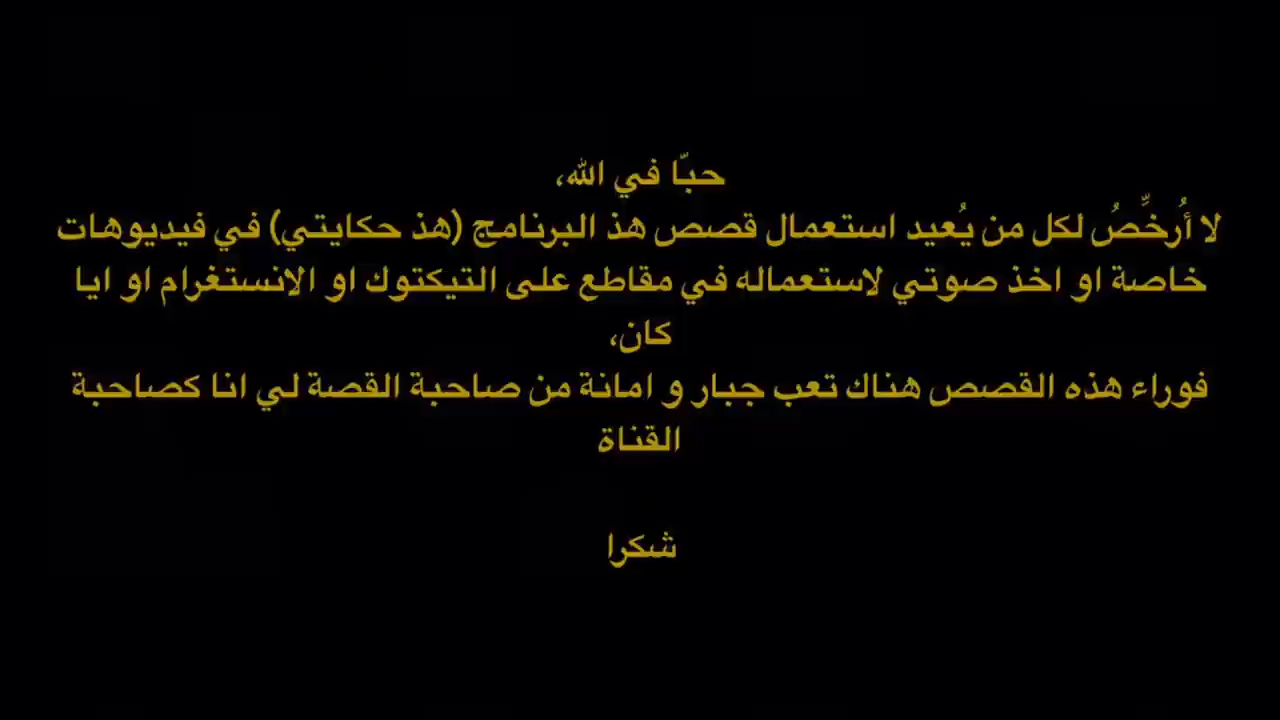 حبّا في الله،
لا أُرخِّصُ لكل من يُعيد استعمال قصص هذ البرنامج (هذ حكايتي) في فيديوهات
خاصة او اخذ صوتي لاستعماله في مقاطع على التيكتوك او الانستغرام او ايا
كان،
فوراء هذه القصص هناك تعب جبار و امانة من صاحبة القصة لي انا كصاحبة
القناة
شكرا